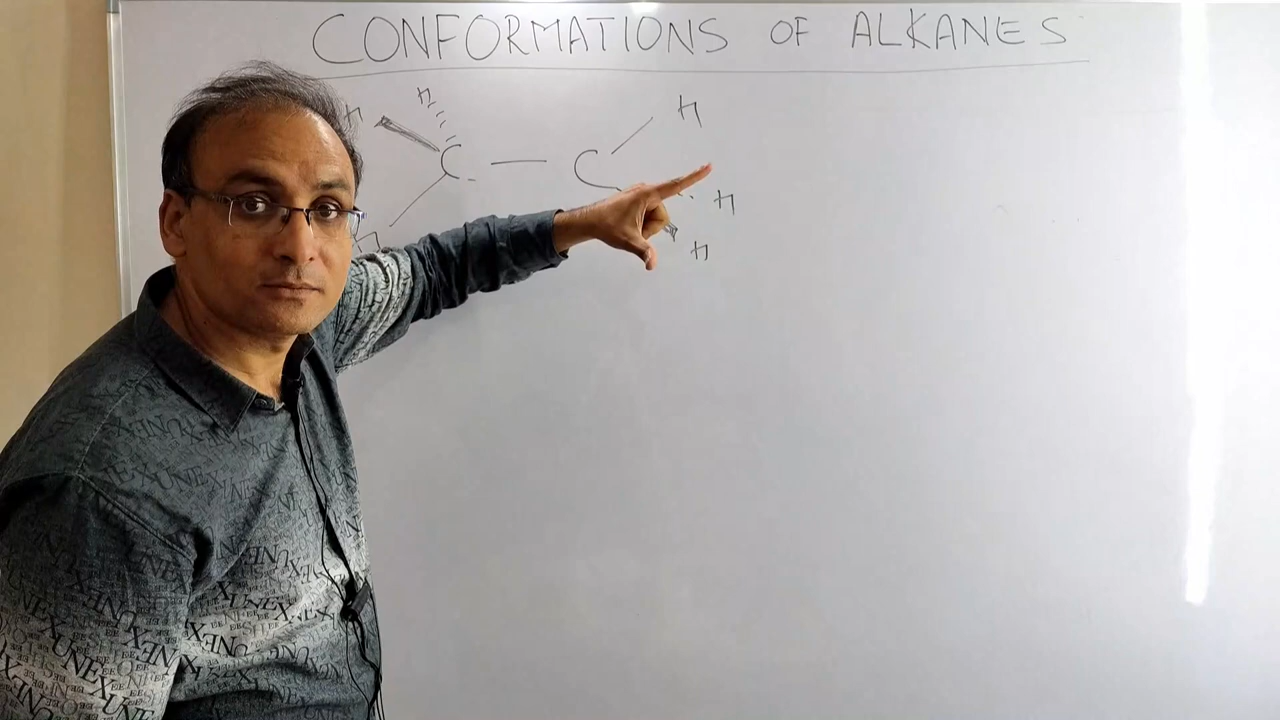 CONFORMATIONS OF ALKANES
H H H
C — C
H
H H